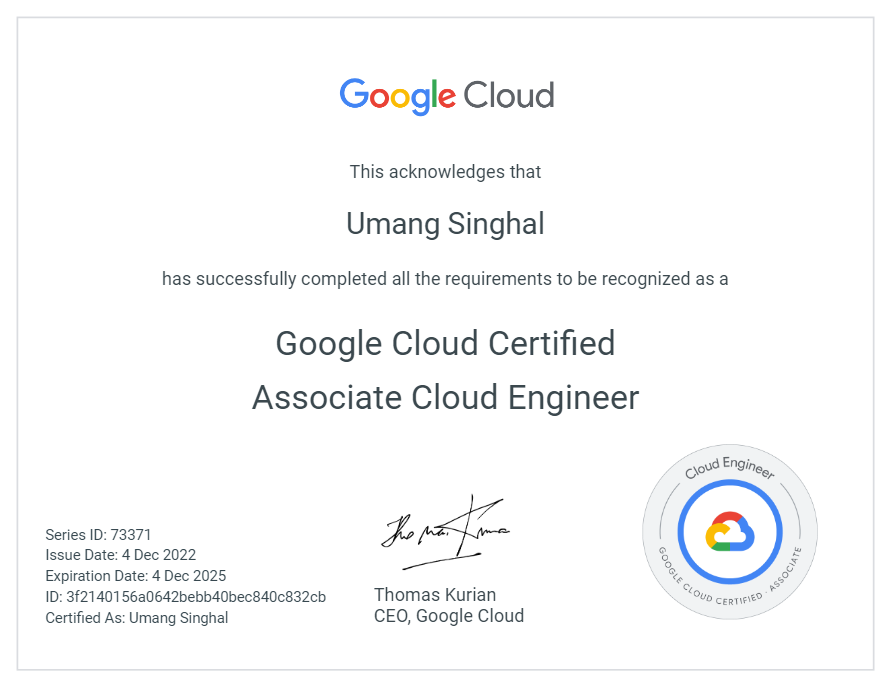 Google Cloud
This acknowledges that
Umang Singhal
has successfully completed all the requirements to be recognized as a
Google Cloud Certified
Associate Cloud Engineer
Series ID: 73371
Issue Date: 4 Dec 2022
Expiration Date: 4 Dec 2025
ID: 3f2140156a0642bebb40bec840c832cb
Certified As: Umang Singhal
Thomas Kurian
Thomas Kurian
CEO, Google Cloud
Cloud Engineer
GOOGLE CLOUD CERTIFIED · ASSOCIATE